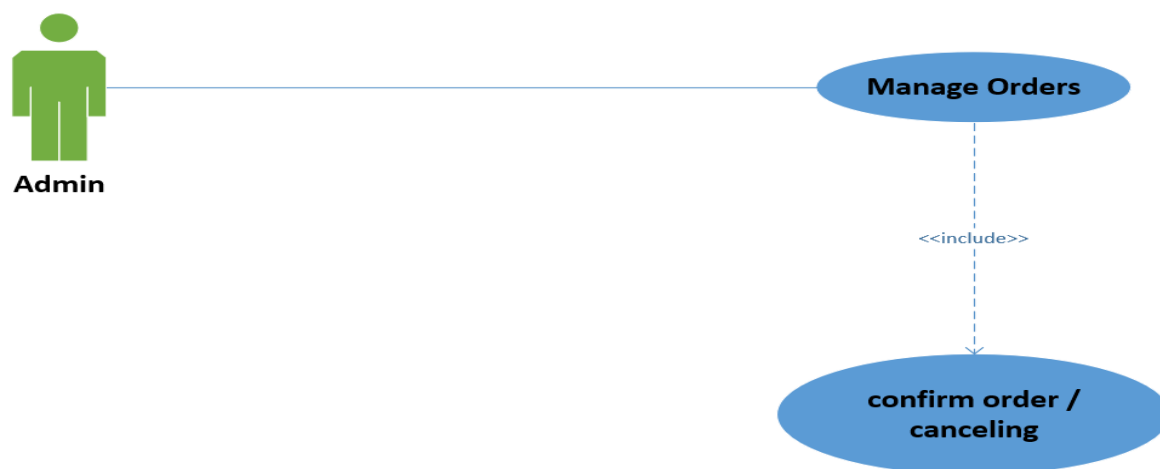 Manage Orders
Admin
<<include>>
confirm order /
canceling